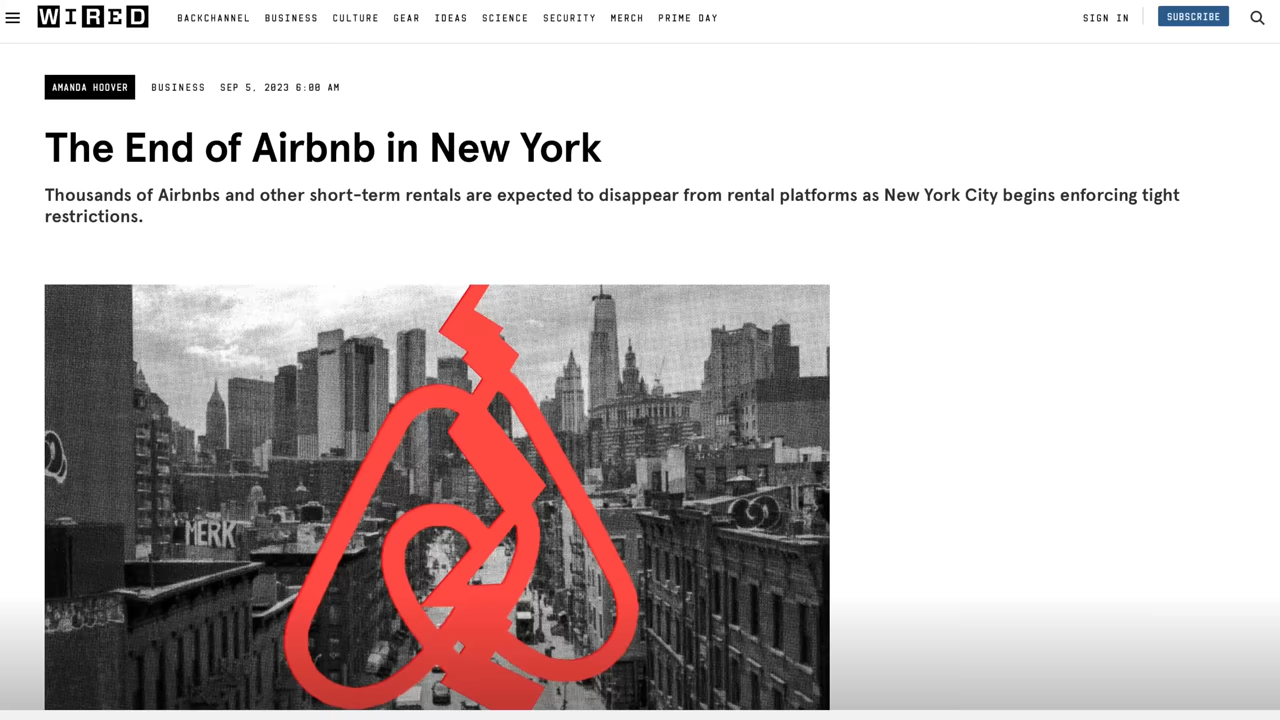 WIRED
BACKCHANNEL BUSINESS CULTURE GEAR IDEAS SCIENCE SECURITY MERCH PRIME DAY
SIGN IN
SUBSCRIBE
AMANDA HOOVER BUSINESS SEP 5, 2023 6:00 AM
The End of Airbnb in New York
Thousands of Airbnbs and other short-term rentals are expected to disappear from rental platforms as New York City begins enforcing tight
restrictions.
MERK